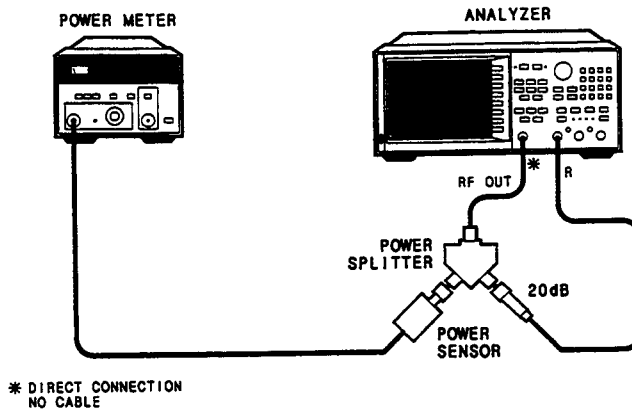 POWER METER
ANALYZER
RF OUT
*
R
POWER
SPLITTER
20dB
POWER
SENSOR
* DIRECT CONNECTION
NO CABLE